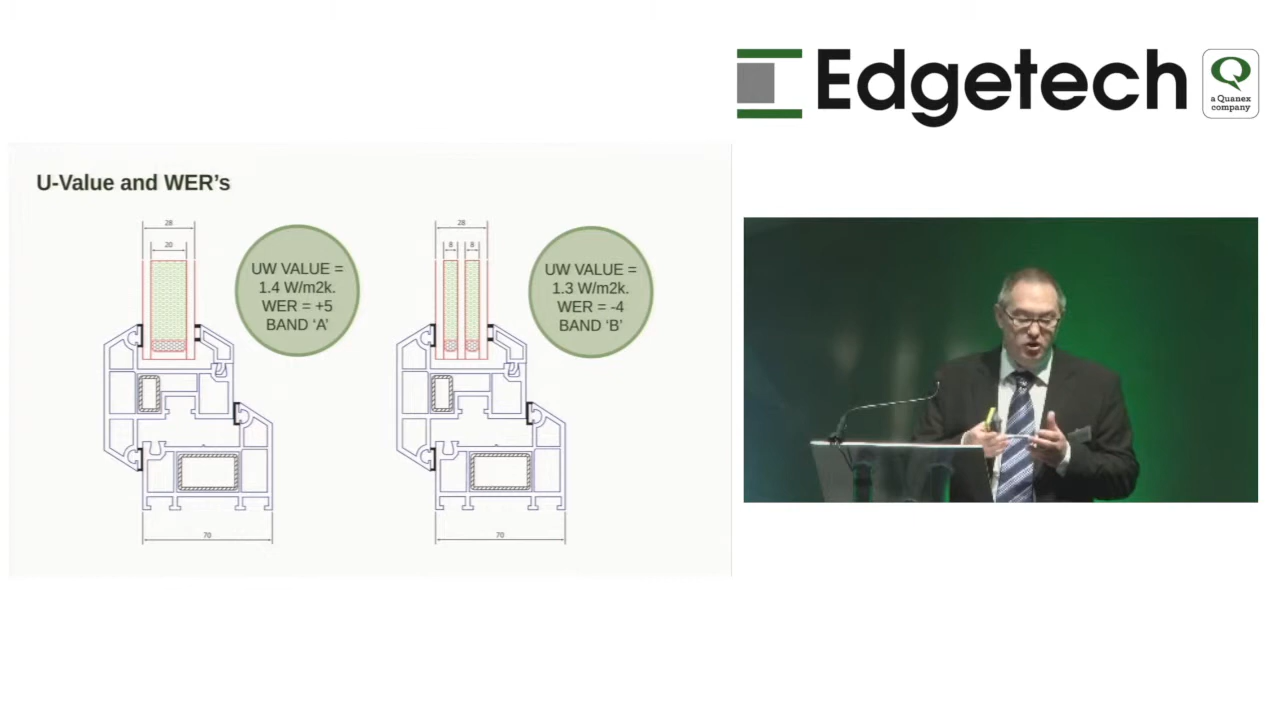 Edgetech
a Quanex
company
U-Value and WER's
28
20
UW VALUE =
1.4 W/m2k.
WER = +5
BAND ‘A’
70
28
8
8
UW VALUE =
1.3 W/m2k.
WER = -4
BAND ‘B’
70